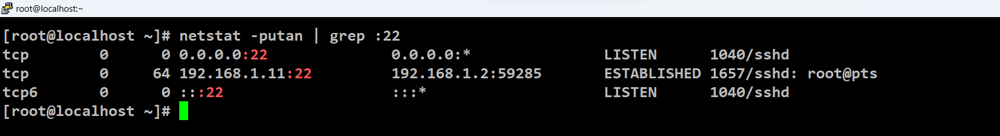 root@localhost:~
[root@localhost ~]# netstat -putan | grep :22
tcp        0      0 0.0.0.0:22              0.0.0.0:*               LISTEN      1040/sshd
tcp        0     64 192.168.1.11:22         192.168.1.2:59285       ESTABLISHED 1657/sshd: root@pts
tcp6       0      0 :::22                   :::*                    LISTEN      1040/sshd
[root@localhost ~]#